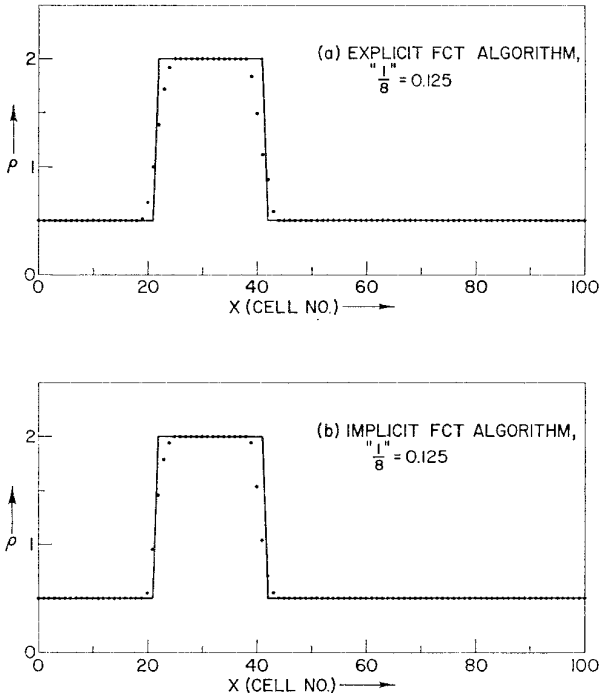 (a) EXPLICIT FCT ALGORITHM,
"1/8" = 0.125
2
1
0
ρ
0 20 40 60 80 100
X (CELL NO.)
(b) IMPLICIT FCT ALGORITHM,
"1/8" = 0.125
2
1
0
ρ
0 20 40 60 80 100
X (CELL NO.)